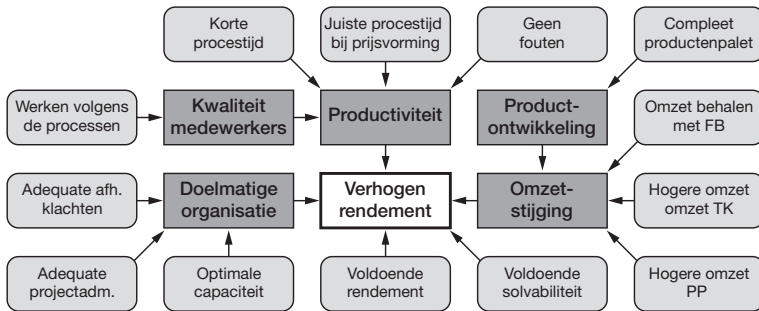 Korte
procestijd
Juiste procestijd
bij prijsvorming
Geen
fouten
Compleet
productenpalet
Werken volgens
de processen
Kwaliteit
medewerkers
Productiviteit
Product-
ontwikkeling
Omzet behalen
met FB
Adequate afh.
klachten
Doelmatige
organisatie
Verhogen
rendement
Omzet-
stijging
Hogere omzet
omzet TK
Adequate
projectadm.
Optimale
capaciteit
Voldoende
rendement
Voldoende
solvabiliteit
Hogere omzet
PP